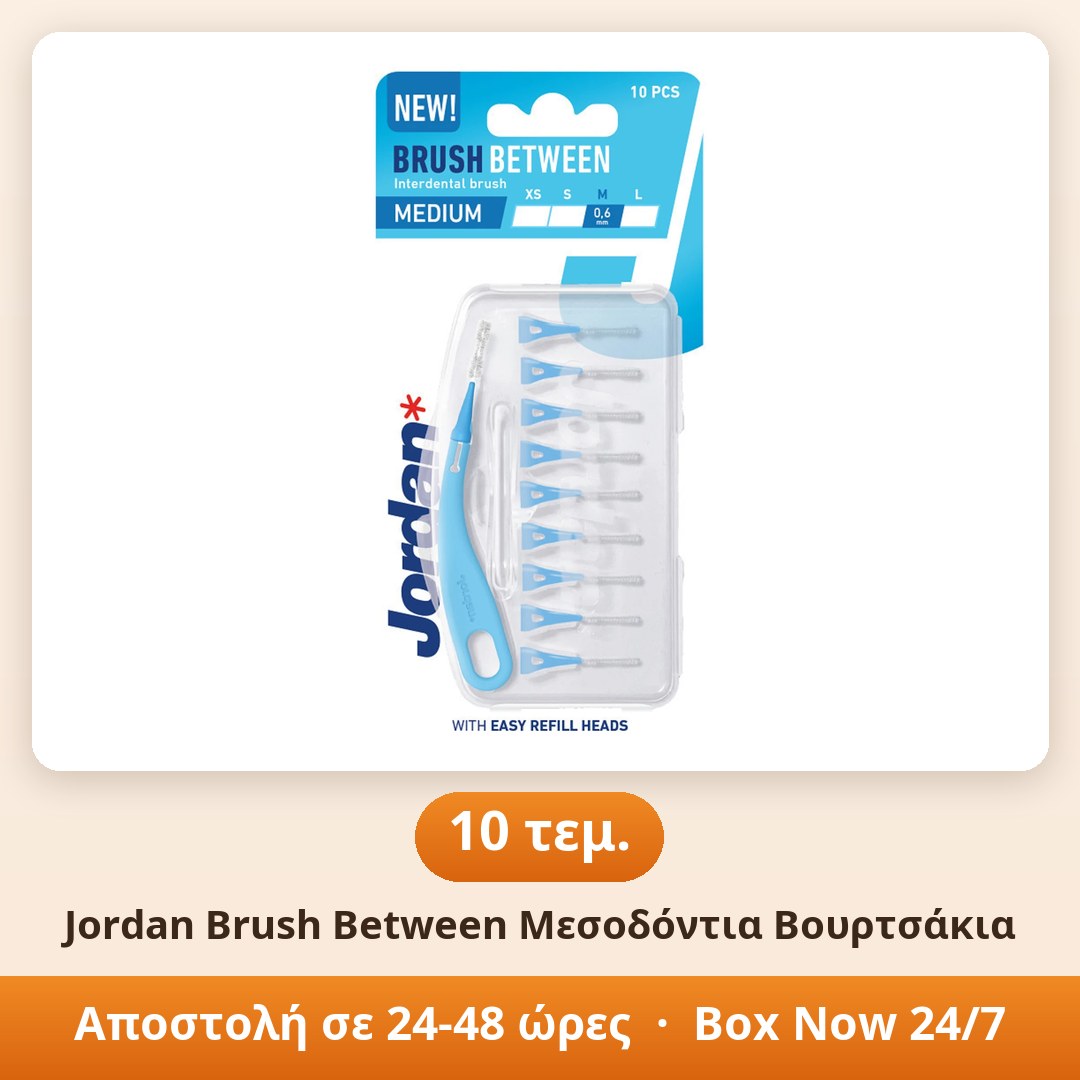 NEW!
10 PCS
BRUSH BETWEEN
Interdental brush
XS S M L
MEDIUM
0,6
mm
Jordan*
WITH EASY REFILL HEADS
10 τεμ.
Jordan Brush Between Μεσοδόντια Βουρτσάκια
Αποστολή σε 24-48 ώρες · Box Now 24/7